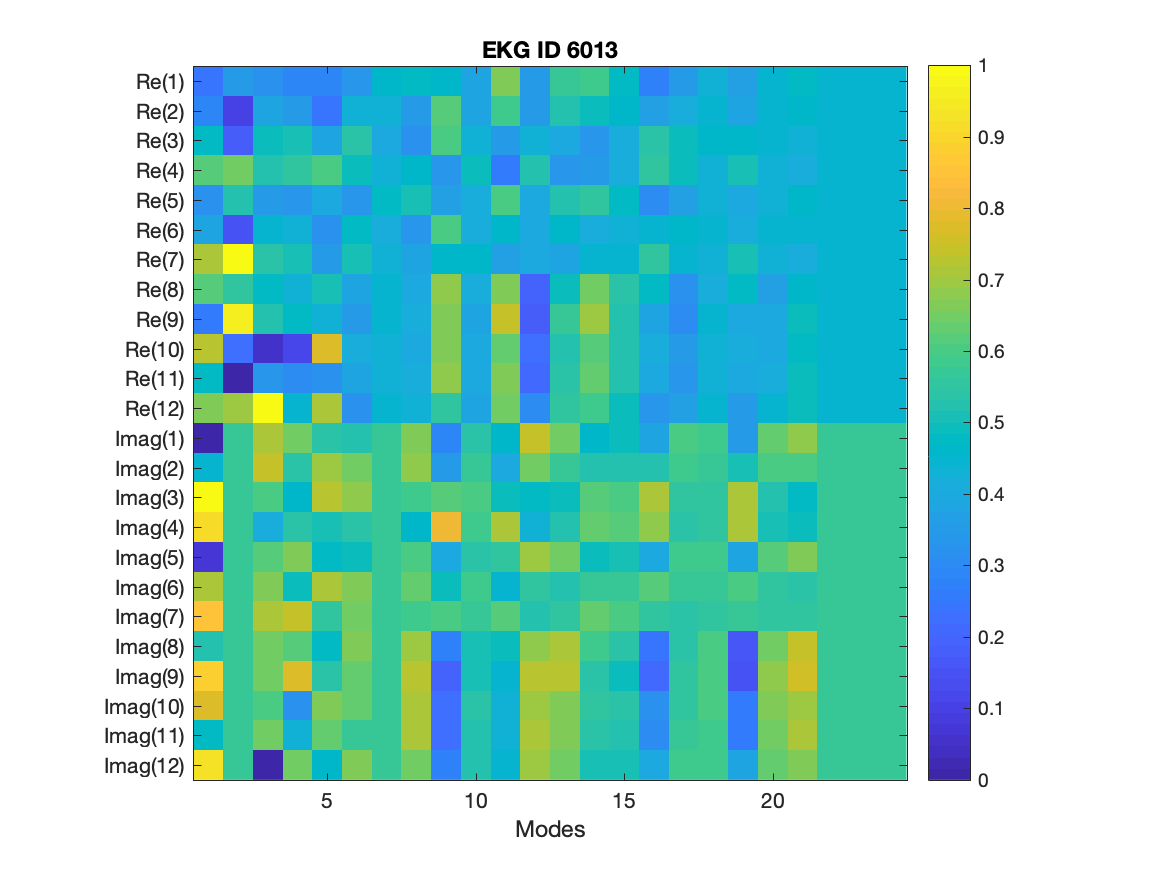 EKG ID 6013
Re(1)
Re(2)
Re(3)
Re(4)
Re(5)
Re(6)
Re(7)
Re(8)
Re(9)
Re(10)
Re(11)
Re(12)
Imag(1)
Imag(2)
Imag(3)
Imag(4)
Imag(5)
Imag(6)
Imag(7)
Imag(8)
Imag(9)
Imag(10)
Imag(11)
Imag(12)
5 10 15 20
Modes
1
0.9
0.8
0.7
0.6
0.5
0.4
0.3
0.2
0.1
0